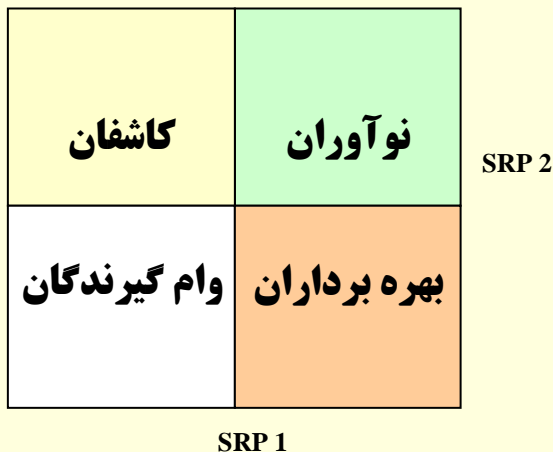 نوآوران
کاشفان
SRP 2
بهره برداران
وام گیرندگان
SRP 1